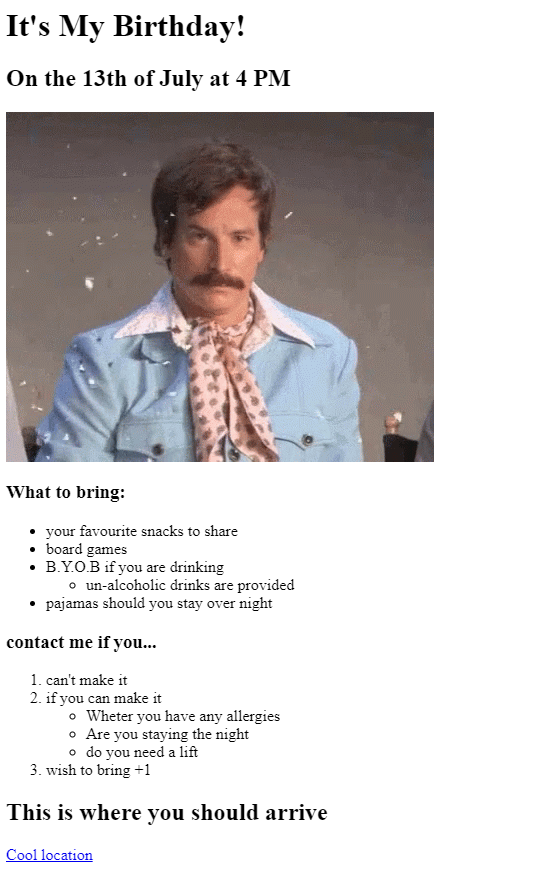 It's My Birthday!
On the 13th of July at 4 PM
What to bring:
your favourite snacks to share
board games
B.Y.O.B if you are drinking
un-alcoholic drinks are provided
pajamas should you stay over night
contact me if you...
1. can't make it
2. if you can make it
Wheter you have any allergies
Are you staying the night
do you need a lift
3. wish to bring +1
This is where you should arrive
Cool location